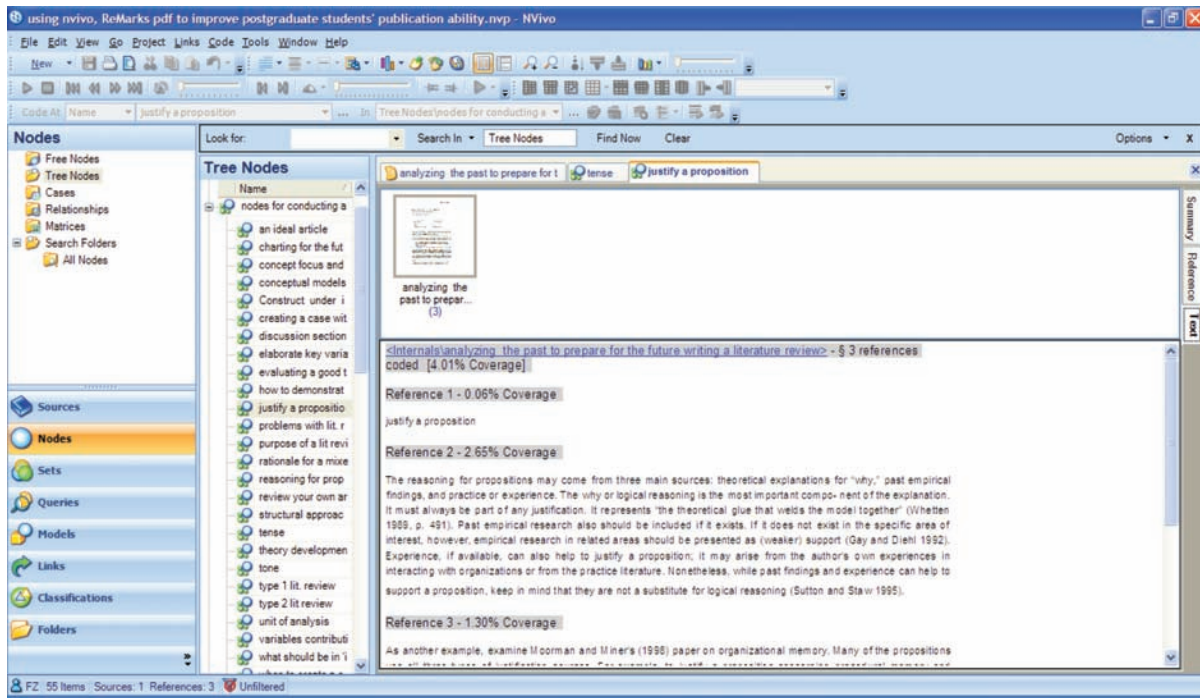 using nvivo, ReMarks pdf to improve postgraduate students' publication ability.nvp - NVivo
File Edit View Go Project Links Code Tools Window Help
New
Code At Name justify a proposition ... In Tree Nodes\nodes for conducting a ...
Nodes
Free Nodes
Tree Nodes
Cases
Relationships
Matrices
Search Folders
All Nodes
Sources
Nodes
Sets
Queries
Models
Links
Classifications
Folders
Look for: Search In Tree Nodes Find Now Clear Options x
Tree Nodes
Name
nodes for conducting a
an ideal article
charting for the fut
concept focus and
conceptual models
Construct under i
creating a case wit
discussion section
elaborate key varia
evaluating a good t
how to demonstrat
justify a propositio
problems with lit. r
purpose of a lit revi
rationale for a mixe
reasoning for prop
review your own ar
structural approac
tense
theory developmen
tone
type 1 lit. review
type 2 lit review
unit of analysis
variables contributi
what should be in 'i
analyzing the past to prepare for t tense justify a proposition
analyzing the
past to prepar...
(3)
Summary
Reference
Text
<Internals\analyzing the past to prepare for the future writing a literature review> - § 3 references
coded [4.01% Coverage]
Reference 1 - 0.06% Coverage
justify a proposition
Reference 2 - 2.65% Coverage
The reasoning for propositions may come from three main sources: theoretical explanations for "why," past empirical
findings, and practice or experience. The why or logical reasoning is the most important compo- nent of the explanation.
It must always be part of any justification. It represents "the theoretical glue that welds the model together" (Whetten
1989, p. 491). Past empirical research also should be included if it exists. If it does not exist in the specific area of
interest, however, empirical research in related areas should be presented as (weaker) support (Gay and Diehl 1992).
Experience, if available, can also help to justify a proposition; it may arise from the author's own experiences in
interacting with organizations or from the practice literature. Nonetheless, while past findings and experience can help to
support a proposition, keep in mind that they are not a substitute for logical reasoning (Sutton and Staw 1995).
Reference 3 - 1.30% Coverage
As another example, examine Moorman and Miner's (1998) paper on organizational memory. Many of the propositions
FZ 55 Items Sources: 1 References: 3 Unfiltered